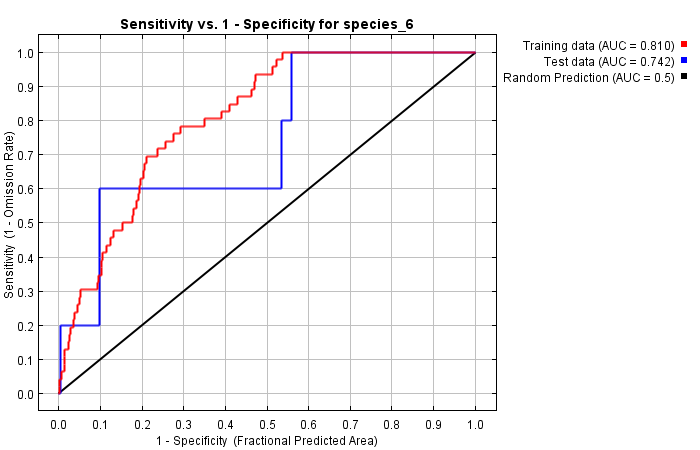 Sensitivity vs. 1 - Specificity for species_6
Training data (AUC = 0.810)
Test data (AUC = 0.742)
Random Prediction (AUC = 0.5)
Sensitivity (1 - Omission Rate)
1.0
0.9
0.8
0.7
0.6
0.5
0.4
0.3
0.2
0.1
0.0
0.0 0.1 0.2 0.3 0.4 0.5 0.6 0.7 0.8 0.9 1.0
1 - Specificity (Fractional Predicted Area)